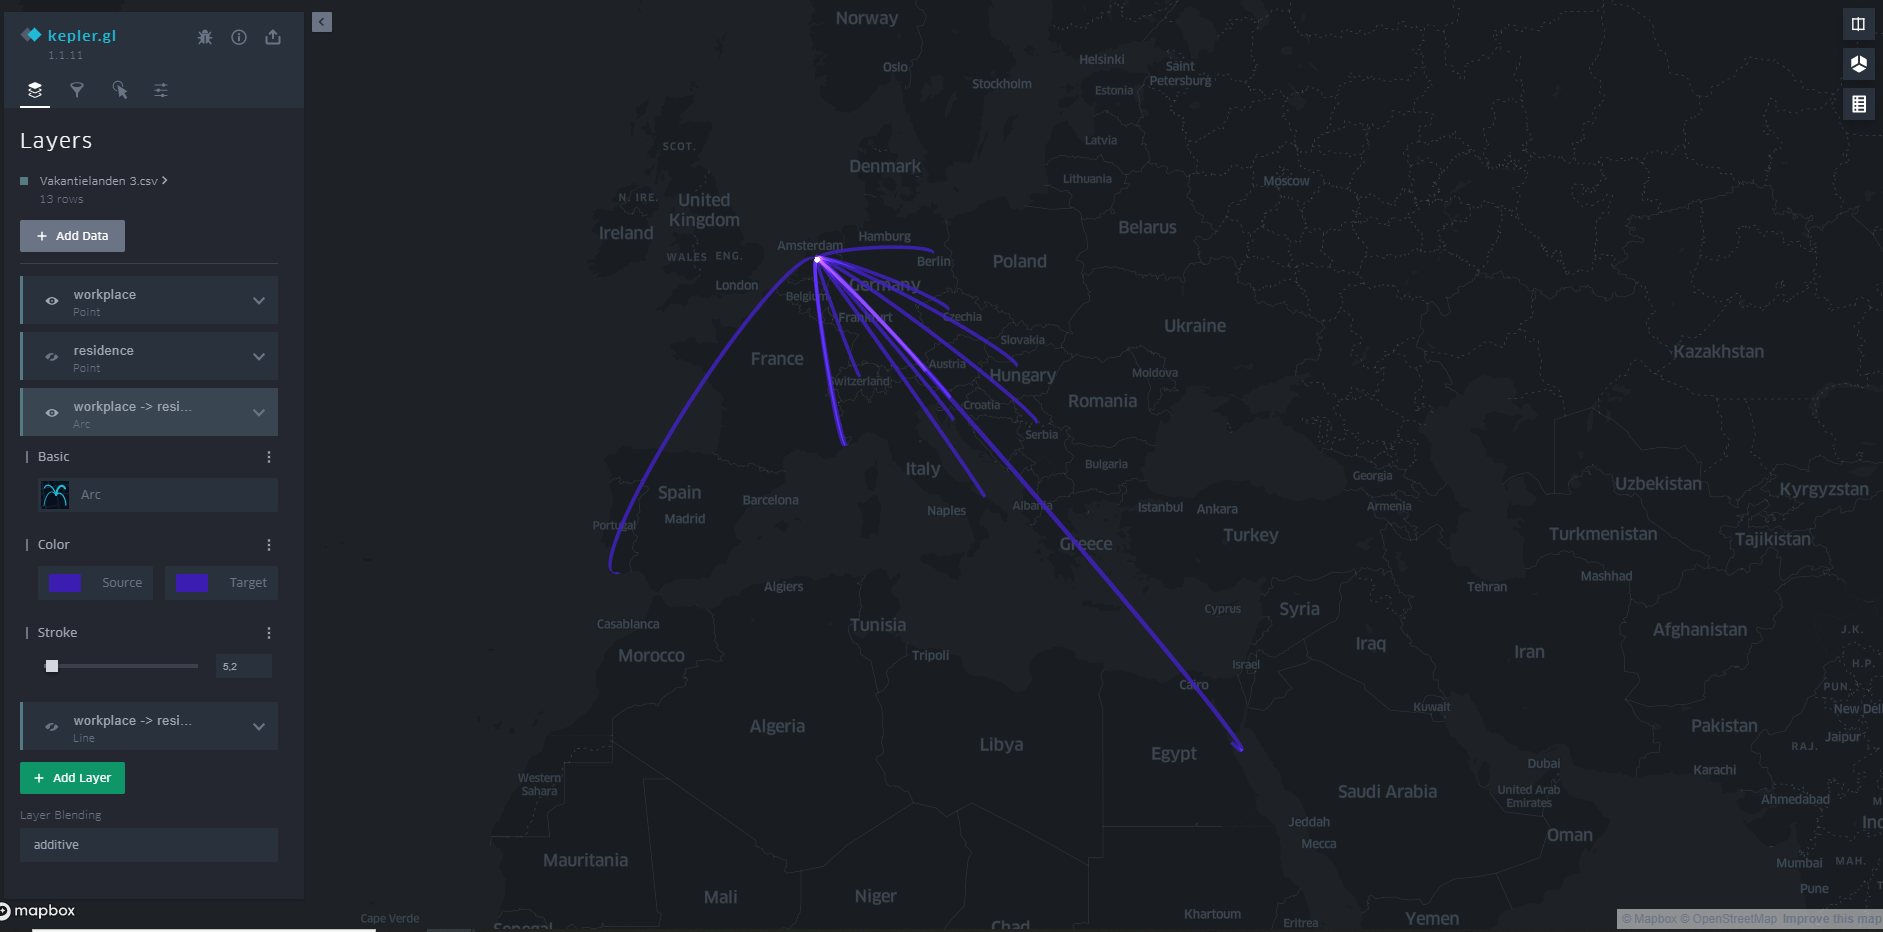 kepler.gl
1.1.11
Layers
Vakantielanden 3.csv
13 rows
+ Add Data
workplace
Point
residence
Point
workplace -> resi...
Arc
Basic
Arc
Color
Source
Target
Stroke
5,2
workplace -> resi...
Line
+ Add Layer
Layer Blending
additive
mapbox
Norway
Oslo
Stockholm
Helsinki
Saint
Petersburg
Estonia
Latvia
Lithuania
Moscow
SCOT.
N. IRE.
United
Kingdom
Ireland
WALES
ENG.
London
Denmark
Hamburg
Amsterdam
Berlin
Poland
Belarus
Germany
Belgium
Frankfurt
Czechia
Slovakia
Ukraine
Kazakhstan
France
Switzerland
Austria
Hungary
Moldova
Romania
Croatia
Serbia
Bulgaria
Italy
Georgia
Uzbekistan
Kyrgyzstan
Spain
Madrid
Barcelona
Portugal
Naples
Albania
Istanbul
Ankara
Armenia
Turkey
Greece
Turkmenistan
Tajikistan
Mashhad
Tehran
Algiers
Cyprus
Syria
Casablanca
Tunisia
Tripoli
Morocco
Iraq
Iran
Afghanistan
J.K.
H.P.
PUN.
Israel
Cairo
Kuwait
New Del
Algeria
Libya
Egypt
Pakistan
Jaipur
RAJ.
Karachi
Dubai
Western
Sahara
United Arab
Emirates
Saudi Arabia
Ahmedabad
M
Inc
Jeddah
Mecca
Oman
Mauritania
Mumbai
MAH.
Pune
T
Mali
Niger
Chad
Cape Verde
Senegal
Khartoum
Eritrea
Yemen
© Mapbox © OpenStreetMap Improve this map